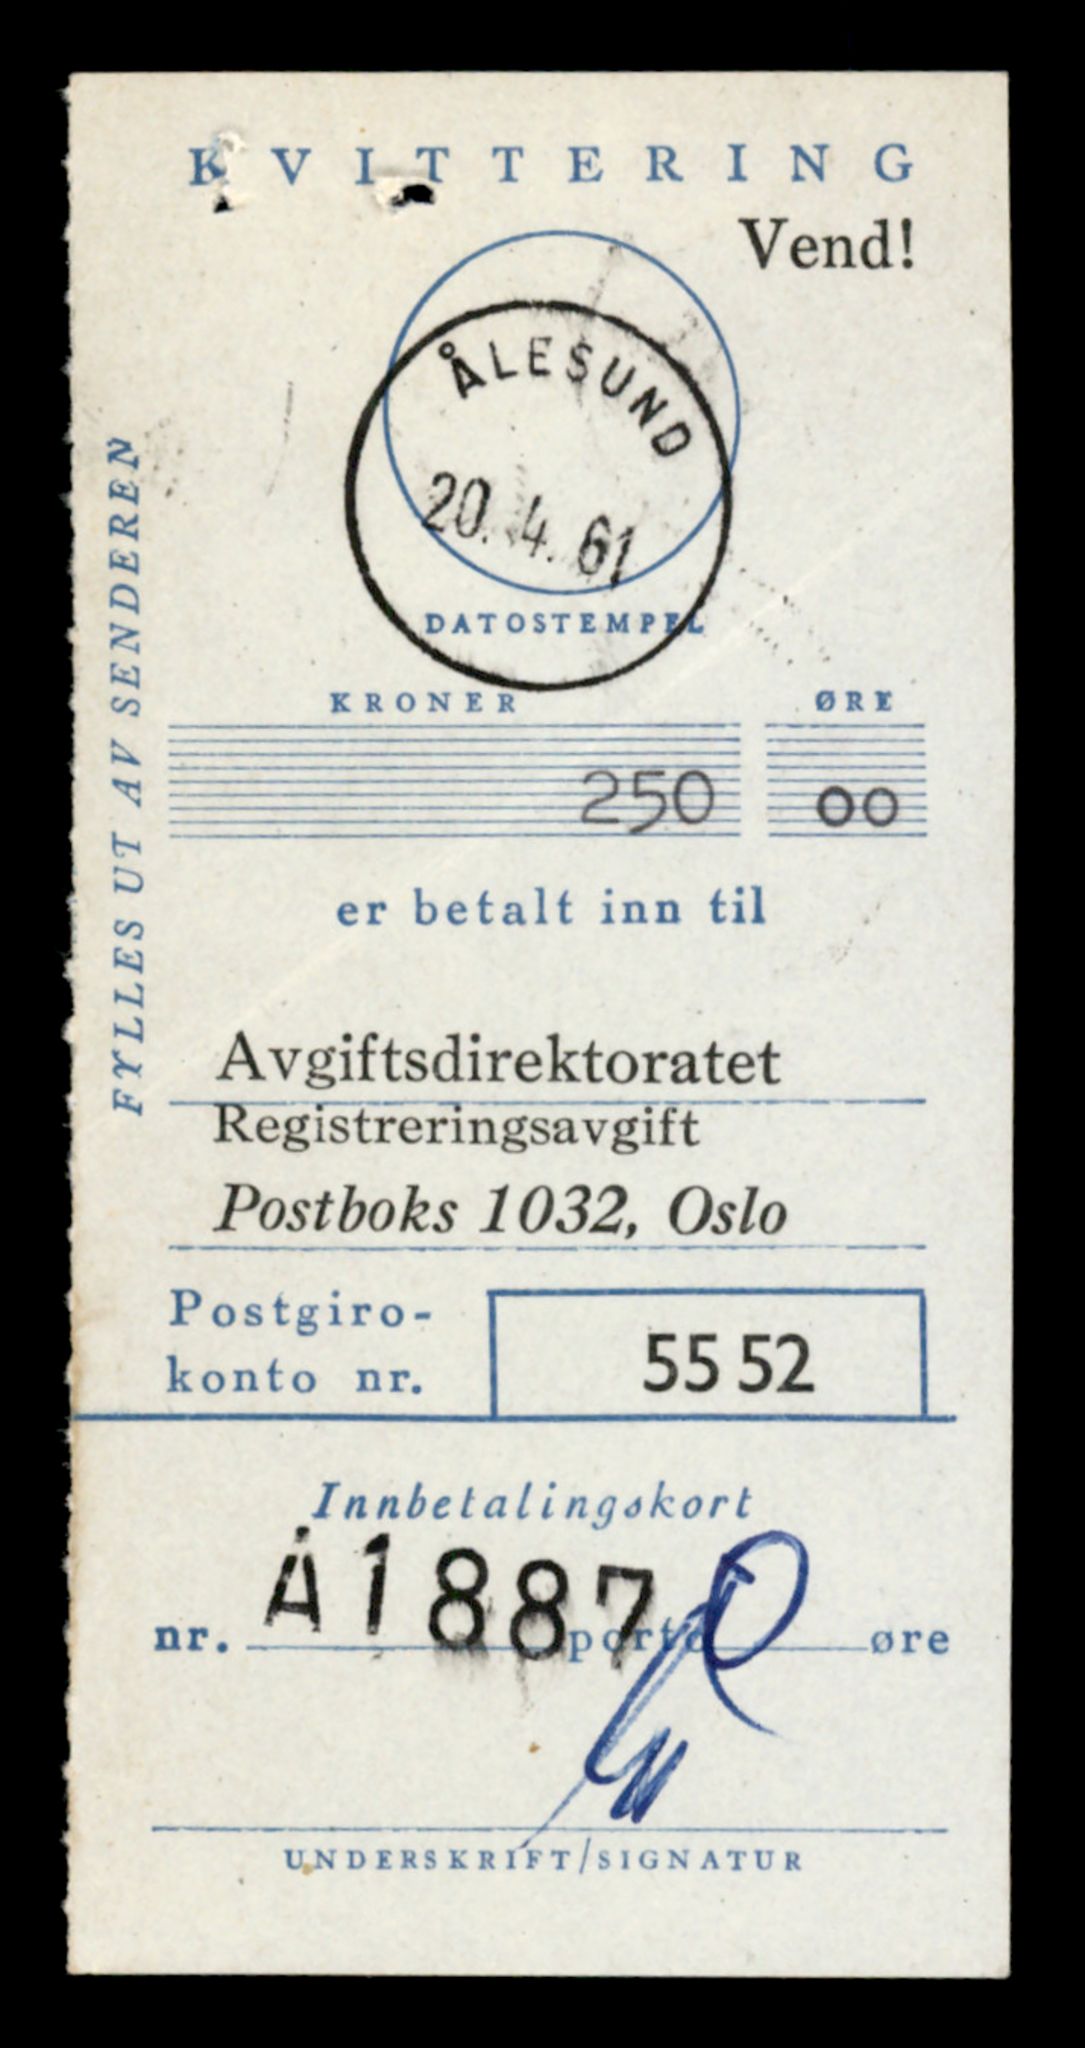 KVITTERING
Vend!
ÅLESUND
20. 4. 61
DATOSTEMPEL
FYLLES UT AV SENDEREN
KRONER ØRE
250 00
er betalt inn til
Avgiftsdirektoratet
Registreringsavgift
Postboks 1032, Oslo
Postgiro-
konto nr. 55 52
Innbetalingskort
nr. Å1887 porto øre
UNDERSKRIFT/SIGNATUR